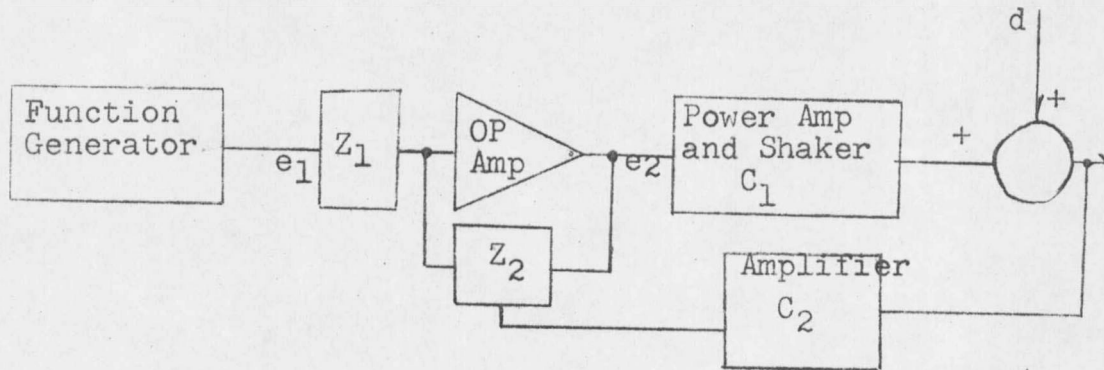 d
+
Function
Generator
e1
Z1
OP
Amp
e2
Power Amp
and Shaker
C1
+
Z2
Amplifier
C2